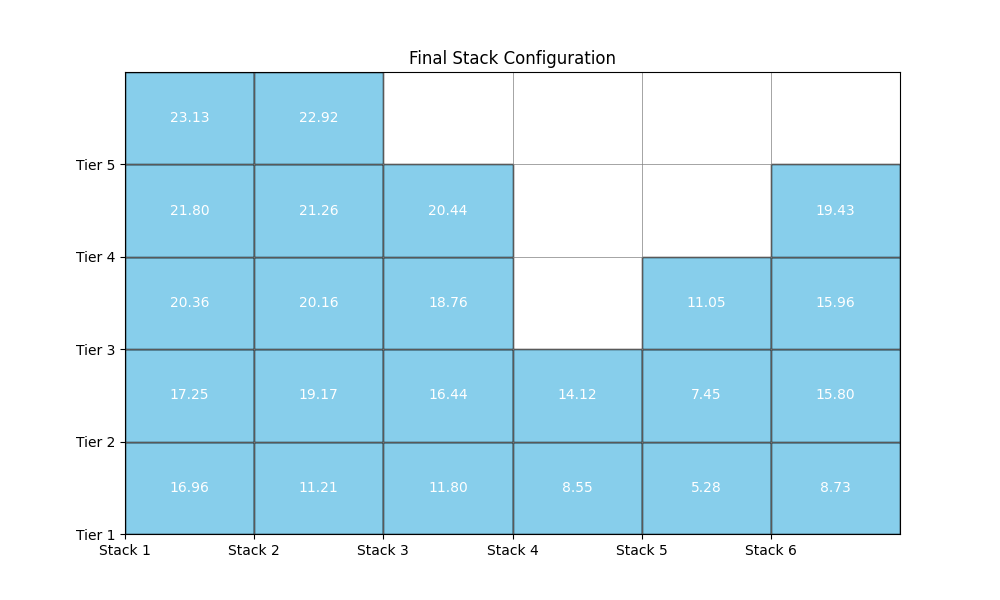 Final Stack Configuration
23.13 22.92
Tier 5
21.80 21.26 20.44 19.43
Tier 4
20.36 20.16 18.76 11.05 15.96
Tier 3
17.25 19.17 16.44 14.12 7.45 15.80
Tier 2
16.96 11.21 11.80 8.55 5.28 8.73
Tier 1
Stack 1 Stack 2 Stack 3 Stack 4 Stack 5 Stack 6